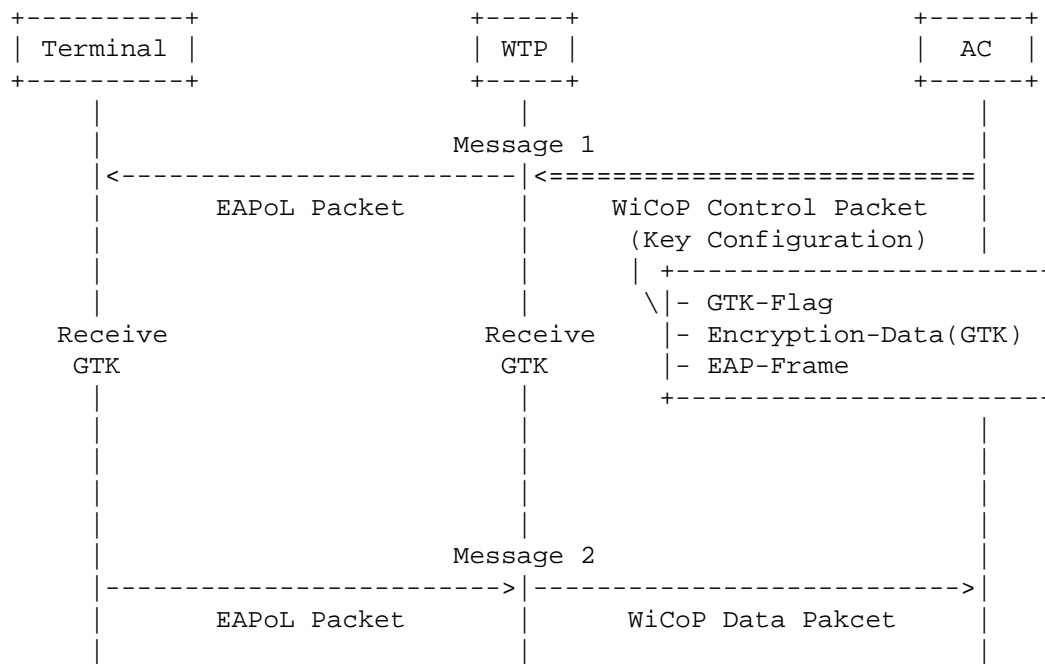 Terminal WTP AC
Message 1
EAPoL Packet WiCoP Control Packet
(Key Configuration)
- GTK-Flag
Receive Receive - Encryption-Data(GTK)
GTK GTK - EAP-Frame
Message 2
EAPoL Packet WiCoP Data Pakcet